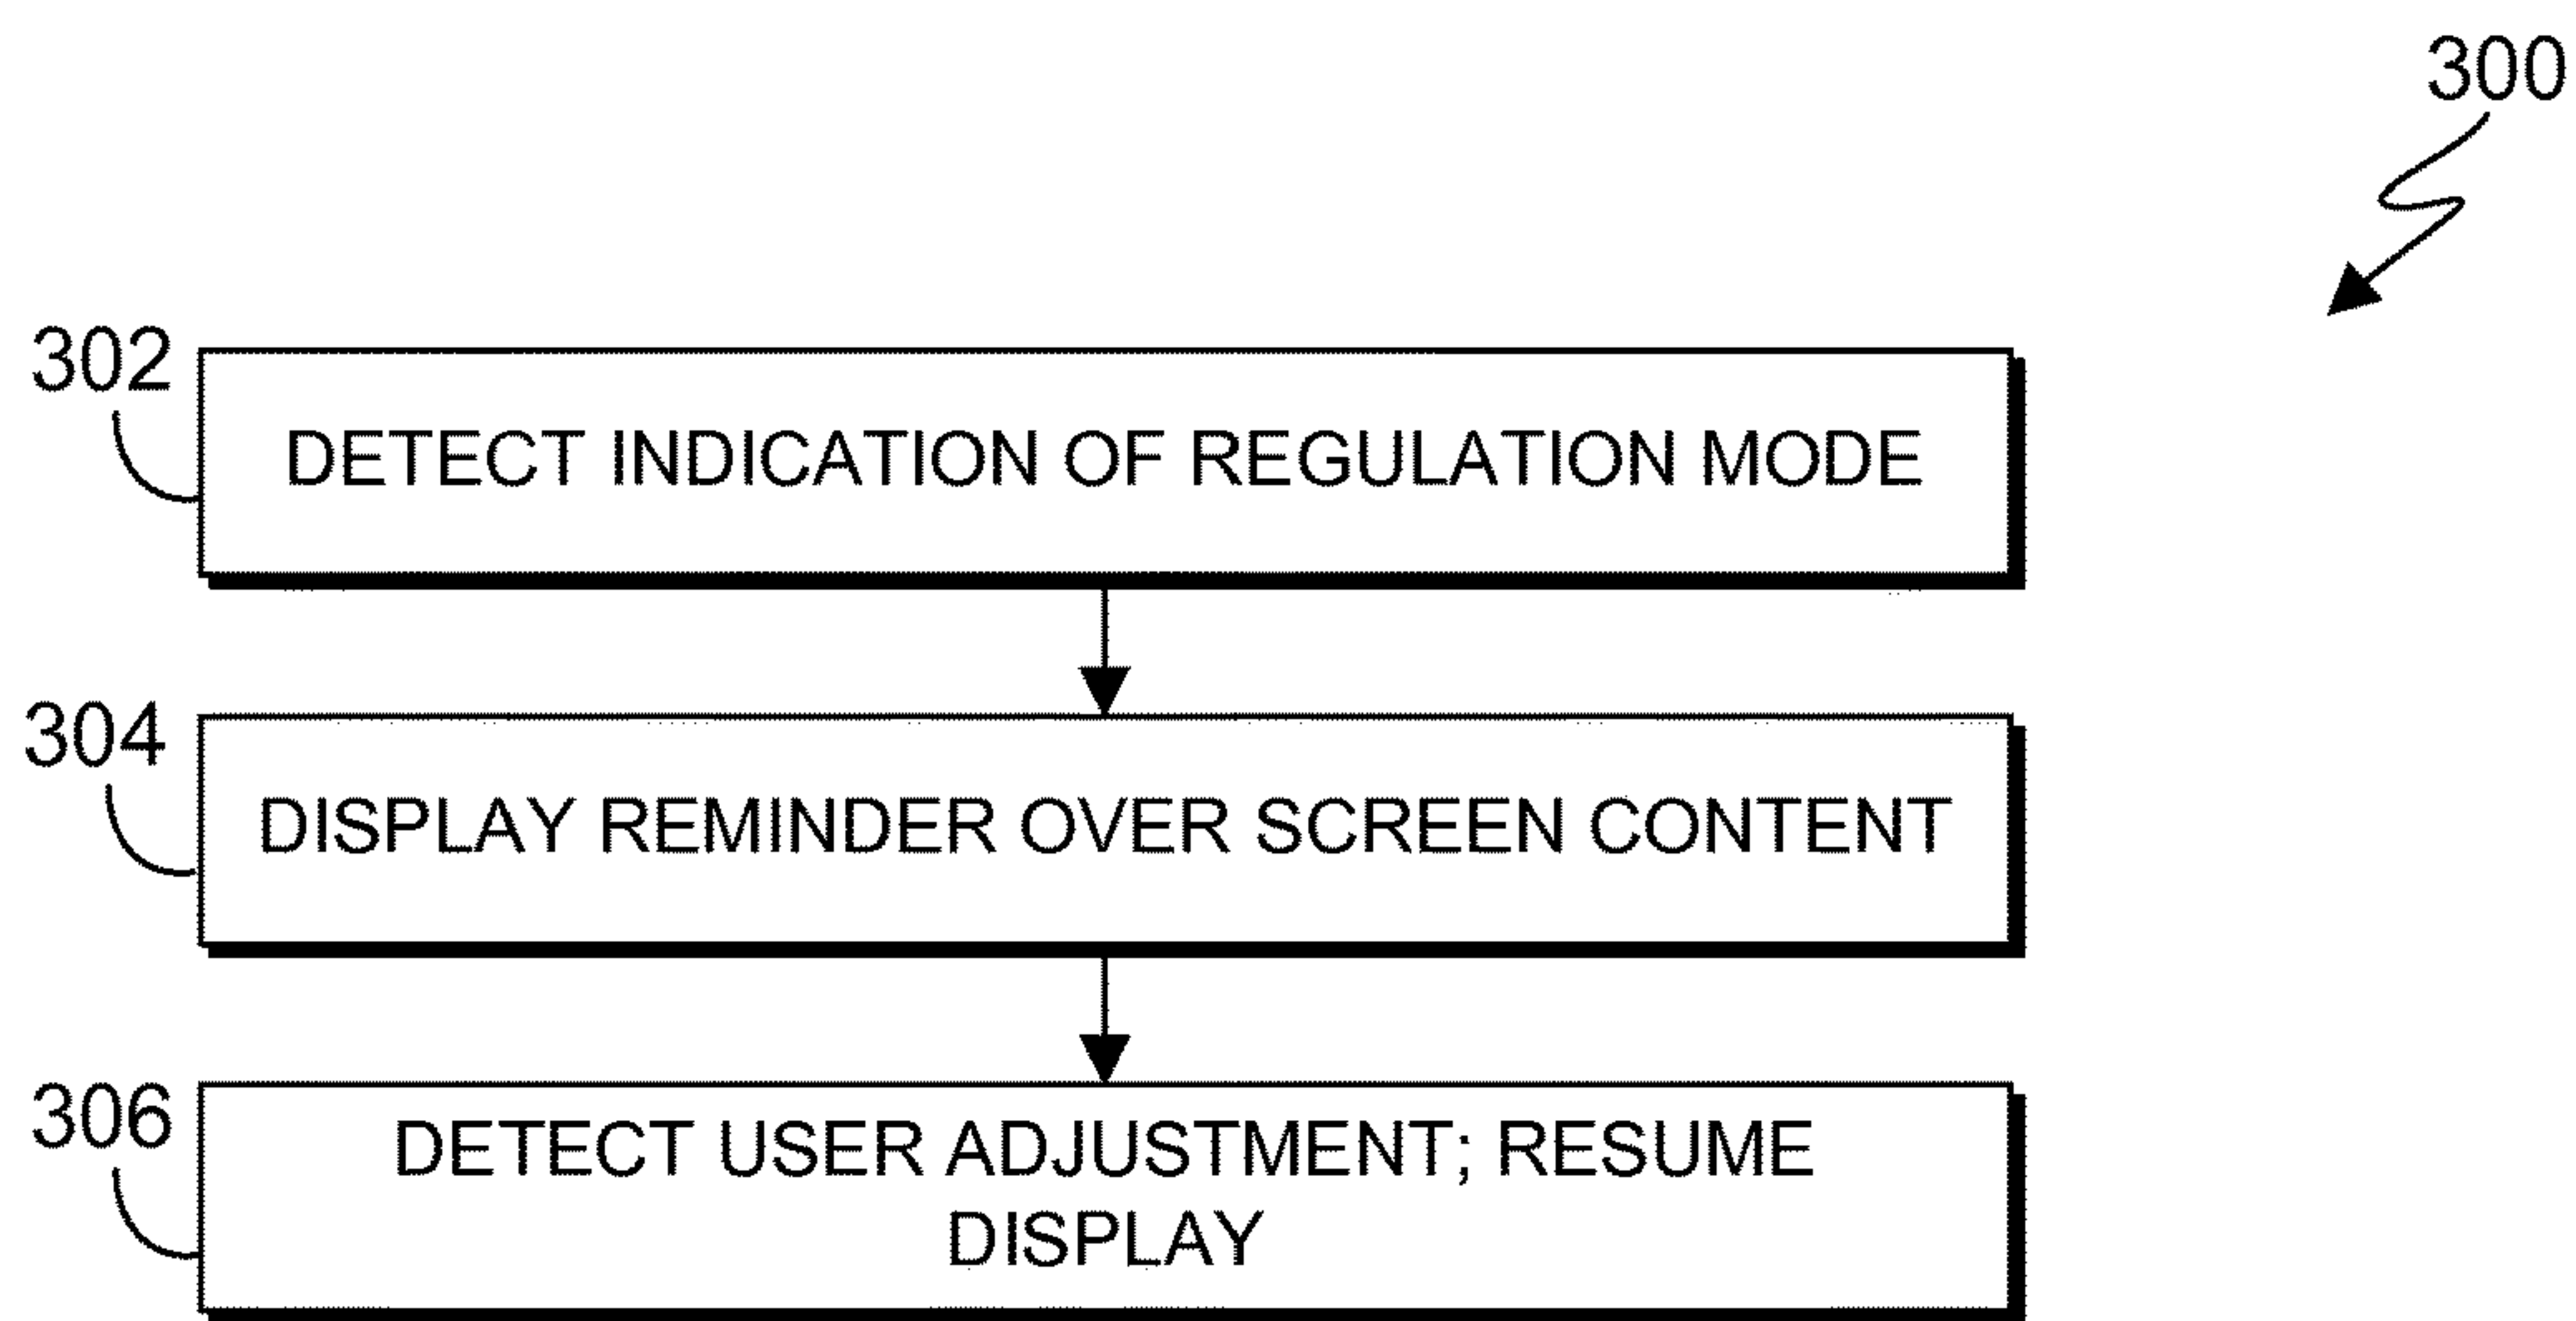 300
302
DETECT INDICATION OF REGULATION MODE
304
DISPLAY REMINDER OVER SCREEN CONTENT
306
DETECT USER ADJUSTMENT; RESUME
DISPLAY